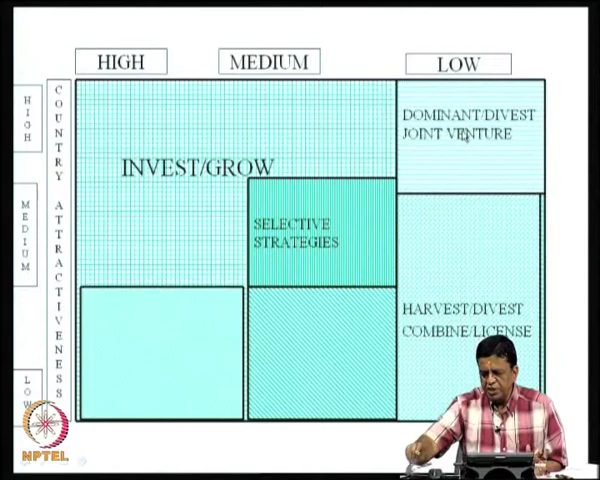 HIGH
MEDIUM
LOW
HIGH
MEDIUM
LOW
COUNTRY ATTRACTIVENESS
DOMINANT/DIVEST
JOINT VENTURE
INVEST/GROW
SELECTIVE
STRATEGIES
HARVEST/DIVEST
COMBINE/LICENSE
NPTEL